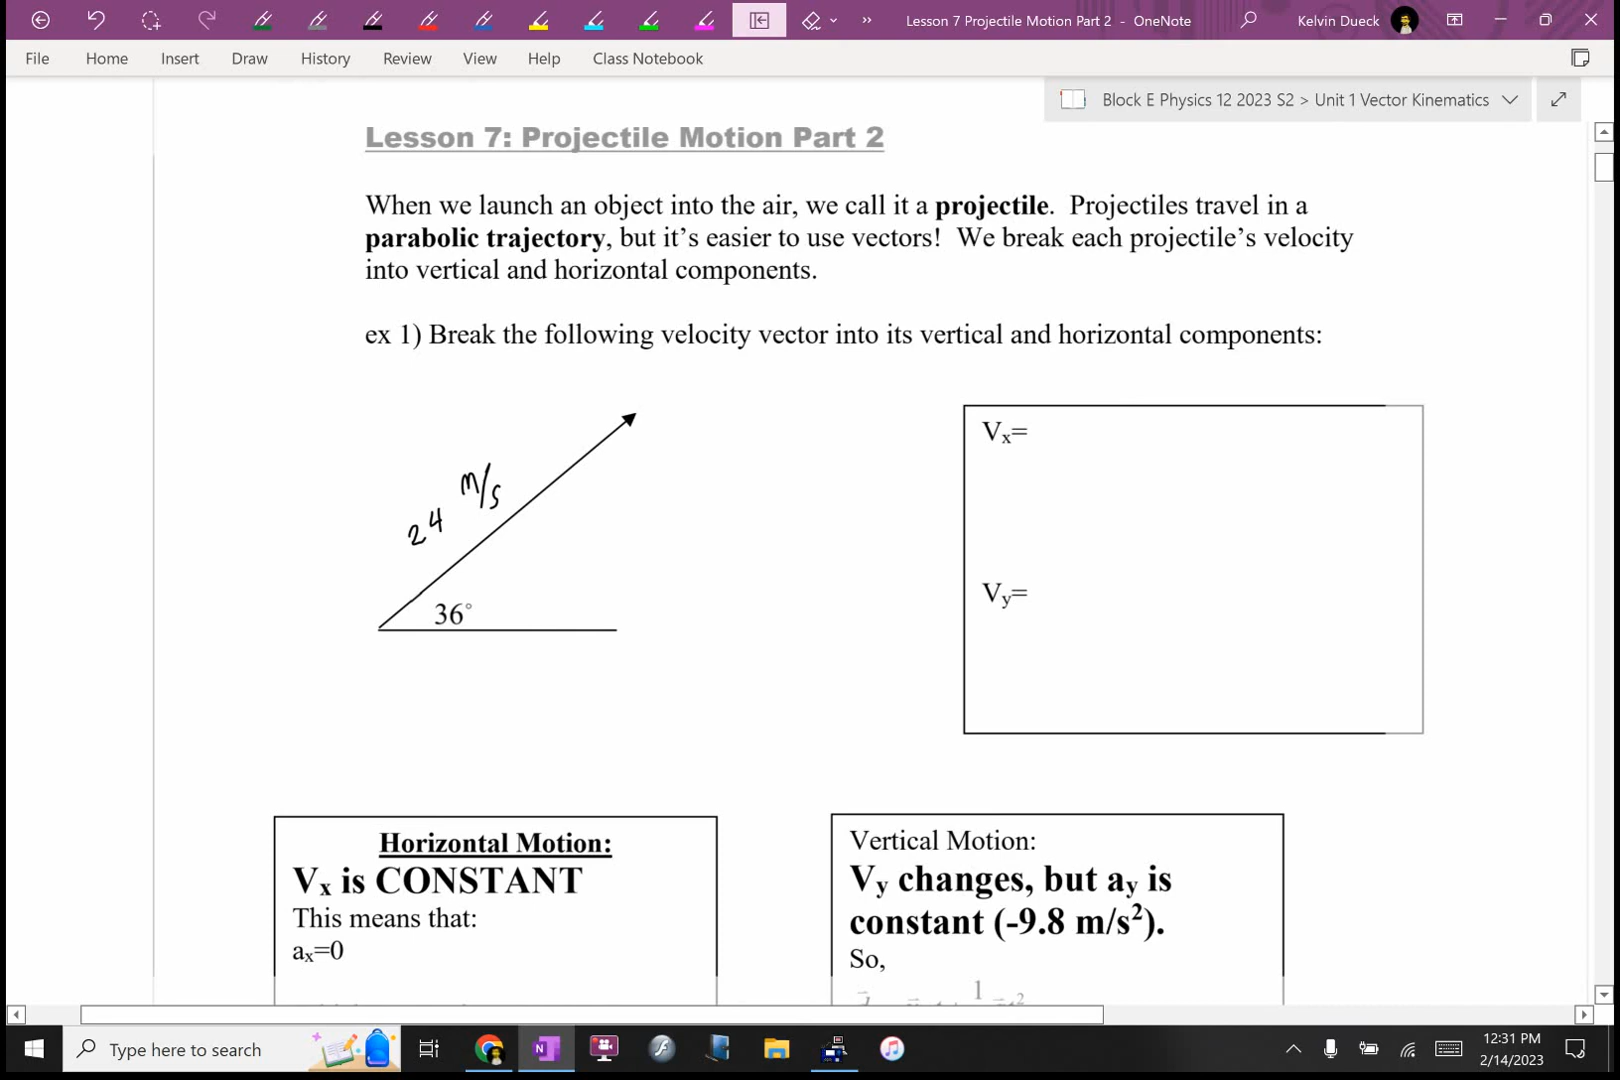 Lesson 7 Projectile Motion Part 2 - OneNote
Kelvin Dueck
File Home Insert Draw History Review View Help Class Notebook
Block E Physics 12 2023 S2 > Unit 1 Vector Kinematics
Lesson 7: Projectile Motion Part 2
When we launch an object into the air, we call it a projectile. Projectiles travel in a
parabolic trajectory, but it's easier to use vectors! We break each projectile's velocity
into vertical and horizontal components.
ex 1) Break the following velocity vector into its vertical and horizontal components:
24 m/s
36°
Vₓ=
Vᵧ=
Horizontal Motion:
Vₓ is CONSTANT
This means that:
aₓ=0
Vertical Motion:
Vᵧ changes, but aᵧ is
constant (-9.8 m/s²).
So,
Type here to search
12:31 PM
2/14/2023